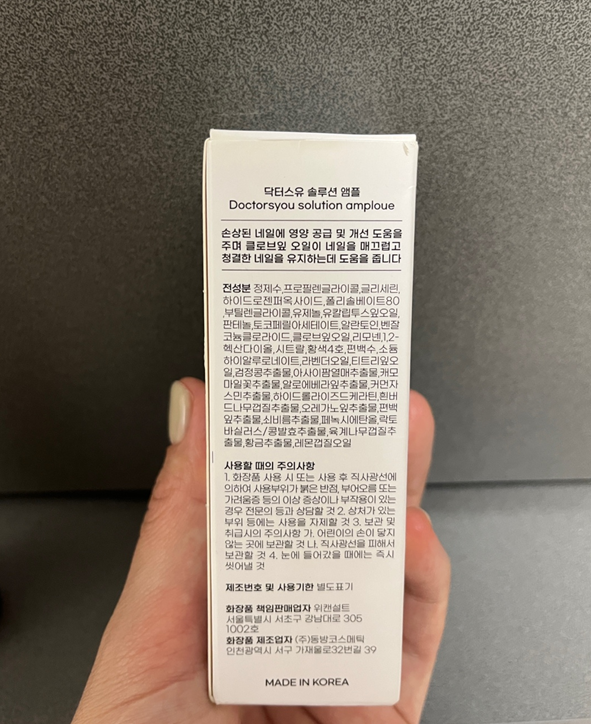 닥터스유 솔루션 앰플
Doctorsyou solution amploue
손상된 네일에 영양 공급 및 개선 도움을
주며 클로브잎 오일이 네일을 매끄럽고
청결한 네일을 유지하는데 도움을 줍니다
전성분 정제수,프로필렌글라이콜,글리세린,
하이드로젠퍼옥사이드,폴리솔베이트80
,부틸렌글라이콜,유제놀,유칼립투스잎오일,
판테놀,토코페릴아세테이트,알란토인,벤잘
코늄클로라이드,클로브잎오일,리모넨,1,2-
헥산다이올,시트랄,황색4호,편백수,소듐
하이알루로네이트,라벤더오일,티트리잎오
일,검정콩추출물,아사이팜열매추출물,캐모
마일꽃추출물,알로에베라잎추출물,커먼자
스민추출물,하이드롤라이즈드케라틴,흰버
드나무껍질추출물,오레가노잎추출물,편백
잎추출물,쇠비름추출물,페녹시에탄올,락토
바실러스/콩발효추출물,육계나무껍질추
출물,황금추출물,레몬껍질오일
사용할 때의 주의사항
1. 화장품 사용 시 또는 사용 후 직사광선에
의하여 사용부위가 붉은 반점, 부어오름 또는
가려움증 등의 이상 증상이나 부작용이 있는
경우 전문의 등과 상담할 것 2. 상처가 있는
부위 등에는 사용을 자제할 것 3. 보관 및
취급시의 주의사항 가. 어린이의 손이 닿지
않는 곳에 보관할 것 나. 직사광선을 피해서
보관할 것 4. 눈에 들어갔을 때에는 즉시
씻어낼 것
제조번호 및 사용기한 별도표기
화장품 책임판매업자 위캔설트
서울특별시 서초구 강남대로 305
1002호
화장품 제조업자 (주)동방코스메틱
인천광역시 서구 가재울로32번길 39
MADE IN KOREA